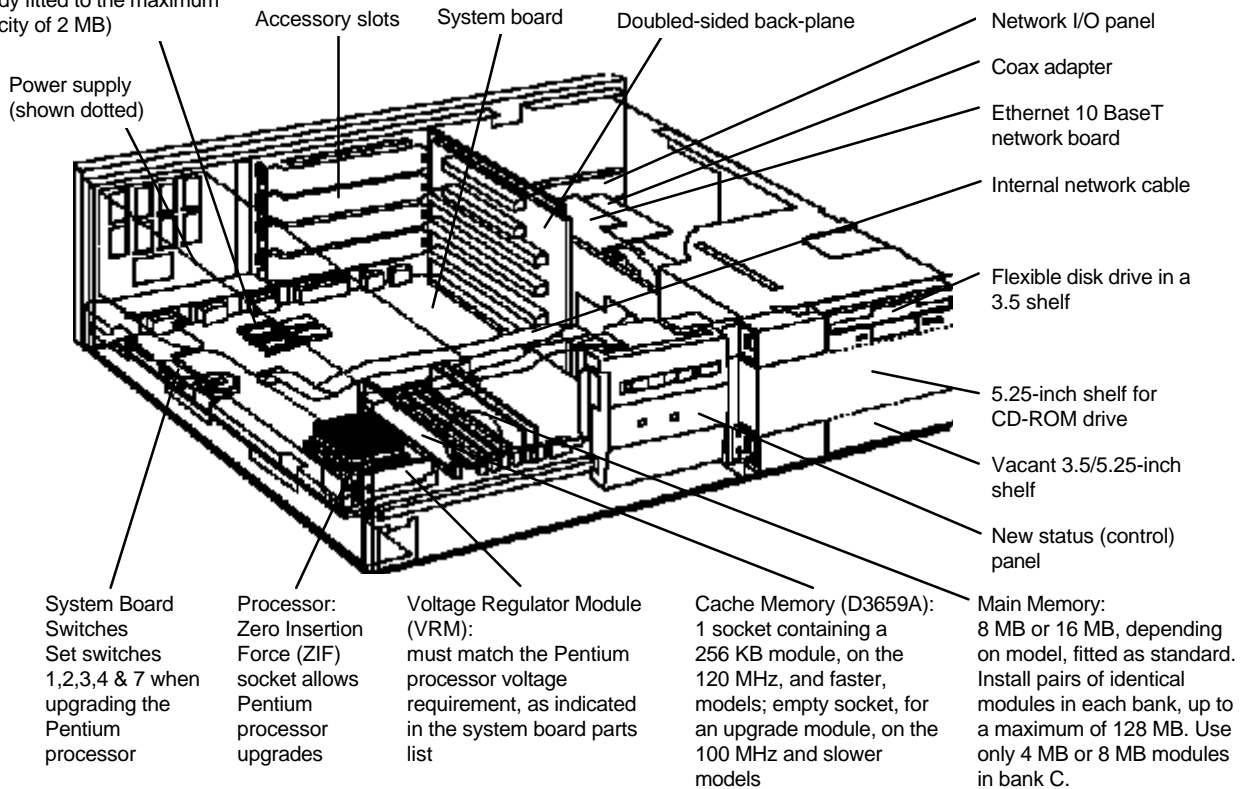 dy fitted to the maximum
city of 2 MB)
Accessory slots
System board
Doubled-sided back-plane
Network I/O panel
Coax adapter
Power supply
(shown dotted)
Ethernet 10 BaseT
network board
Internal network cable
Flexible disk drive in a
3.5 shelf
5.25-inch shelf for
CD-ROM drive
Vacant 3.5/5.25-inch
shelf
New status (control)
panel
System Board
Switches
Set switches
1,2,3,4 & 7 when
upgrading the
Pentium
processor
Processor:
Zero Insertion
Force (ZIF)
socket allows
Pentium
processor
upgrades
Voltage Regulator Module
(VRM):
must match the Pentium
processor voltage
requirement, as indicated
in the system board parts
list
Cache Memory (D3659A):
1 socket containing a
256 KB module, on the
120 MHz, and faster,
models; empty socket, for
an upgrade module, on the
100 MHz and slower
models
Main Memory:
8 MB or 16 MB, depending
on model, fitted as standard.
Install pairs of identical
modules in each bank, up to
a maximum of 128 MB. Use
only 4 MB or 8 MB modules
in bank C.